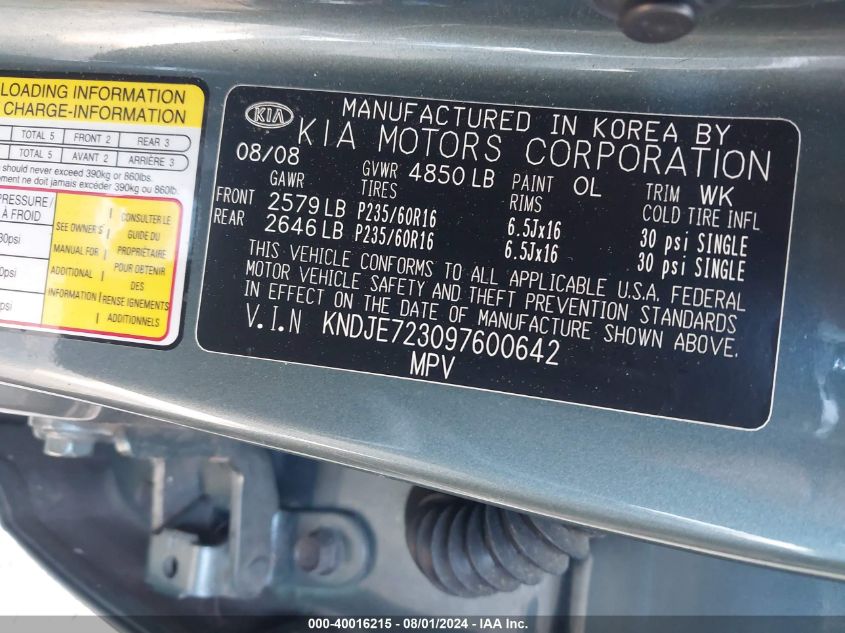 LOADING INFORMATION
CHARGE-INFORMATION
TOTAL 5 FRONT 2 REAR 3
TOTAL 5 AVANT 2 ARRIÈRE 3
should never exceed 390kg or 860lb.
ement ne doit jamais excéder 390kg ou 860lb.
PRESSURE/
À FROID
30psi
0psi
psi
SEE OWNER'S
MANUAL FOR
ADDITIONAL
INFORMATION
CONSULTER LE
GUIDE DU
PROPRIÉTAIRE
POUR OBTENIR
DES
RENSEIGNEMENTS
ADDITIONNELS
KIA
MANUFACTURED IN KOREA BY
KIA MOTORS CORPORATION
08/08 GVWR 4850 LB PAINT OL TRIM WK
GAWR TIRES RIMS COLD TIRE INFL
FRONT 2579 LB P235/60R16 6.5Jx16 30 psi SINGLE
REAR 2646 LB P235/60R16 6.5Jx16 30 psi SINGLE
THIS VEHICLE CONFORMS TO ALL APPLICABLE U.S.A. FEDERAL
MOTOR VEHICLE SAFETY AND THEFT PREVENTION STANDARDS
IN EFFECT ON THE DATE OF MANUFACTURE SHOWN ABOVE.
V.I.N KNDJE723097600642
MPV
000-40016215 - 08/01/2024 - IAA Inc.